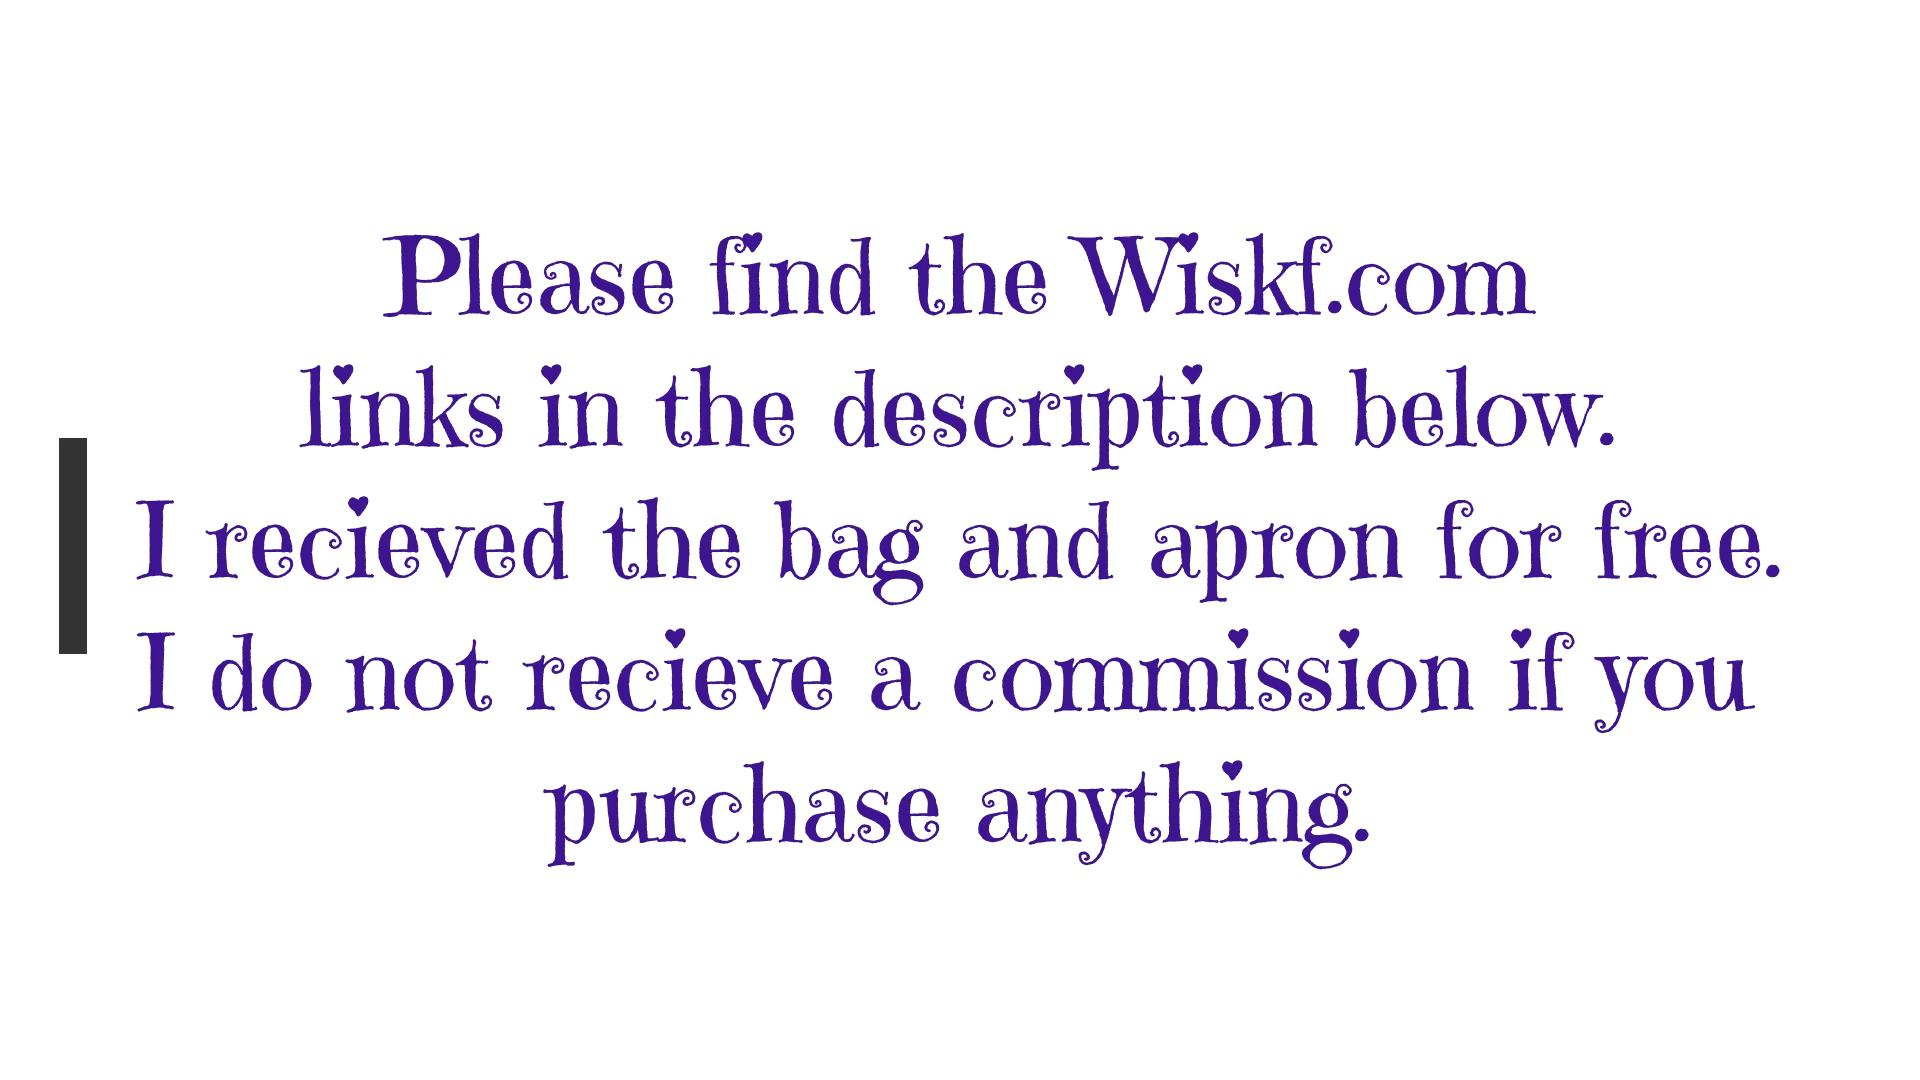 Please find the Wiskf.com
links in the description below.
I recieved the bag and apron for free.
I do not recieve a commission if you
purchase anything.